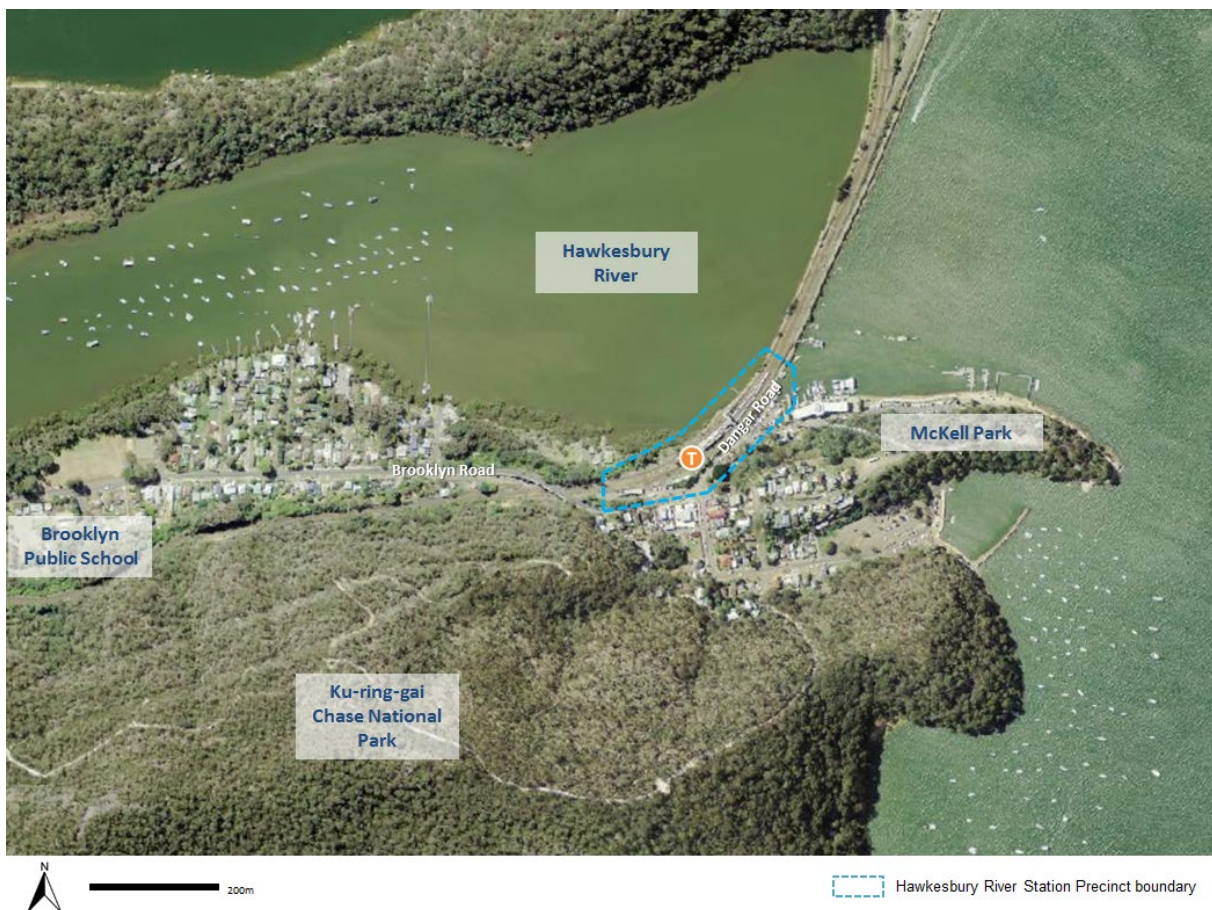 Hawkesbury
River
Dangar Road
McKell Park
T
Brooklyn Road
Brooklyn
Public School
Ku-ring-gai
Chase National
Park
N
200m
Hawkesbury River Station Precinct boundary